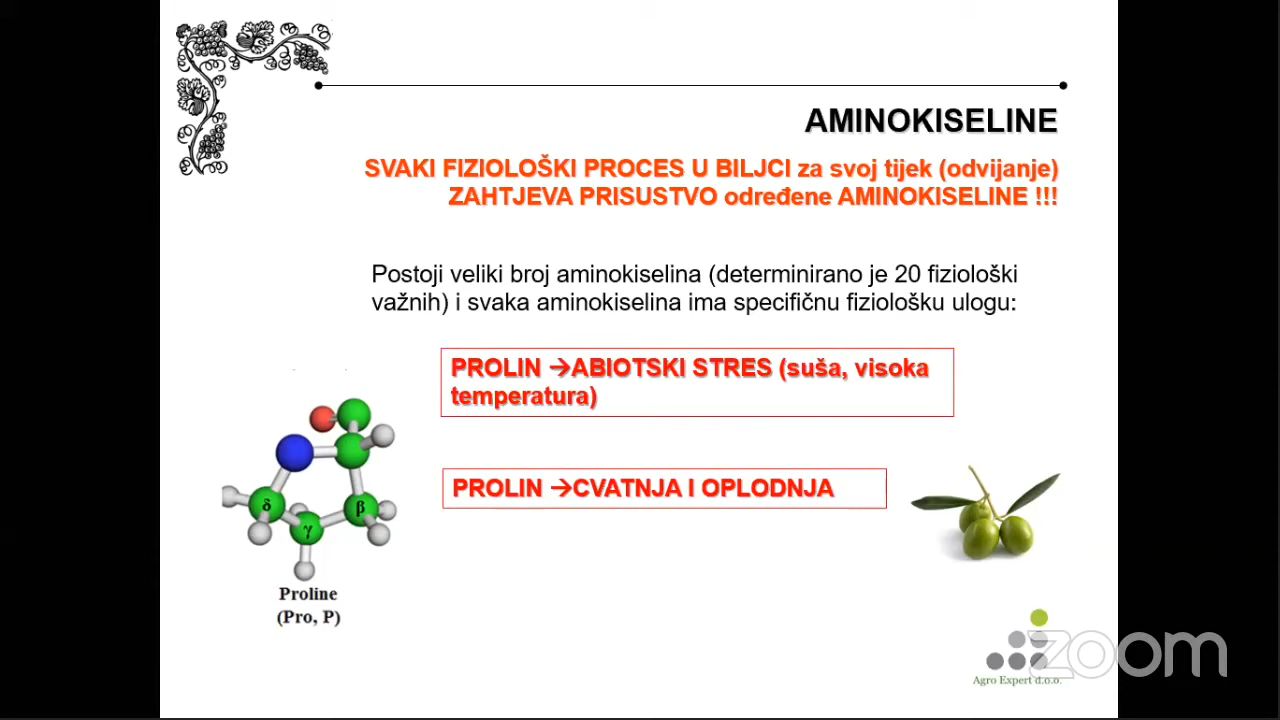 AMINOKISELINE
SVAKI FIZIOLOŠKI PROCES U BILJCI za svoj tijek (odvijanje)
ZAHTJEVA PRISUSTVO određene AMINOKISELINE !!!
Postoji veliki broj aminokiselina (determinirano je 20 fiziološki
važnih) i svaka aminokiselina ima specifičnu fiziološku ulogu:
PROLIN →ABIOTSKI STRES (suša, visoka
temperatura)
PROLIN →CVATNJA I OPLODNJA
δ
β
γ
Proline
(Pro, P)
zoom
Agro Expert d.o.o.